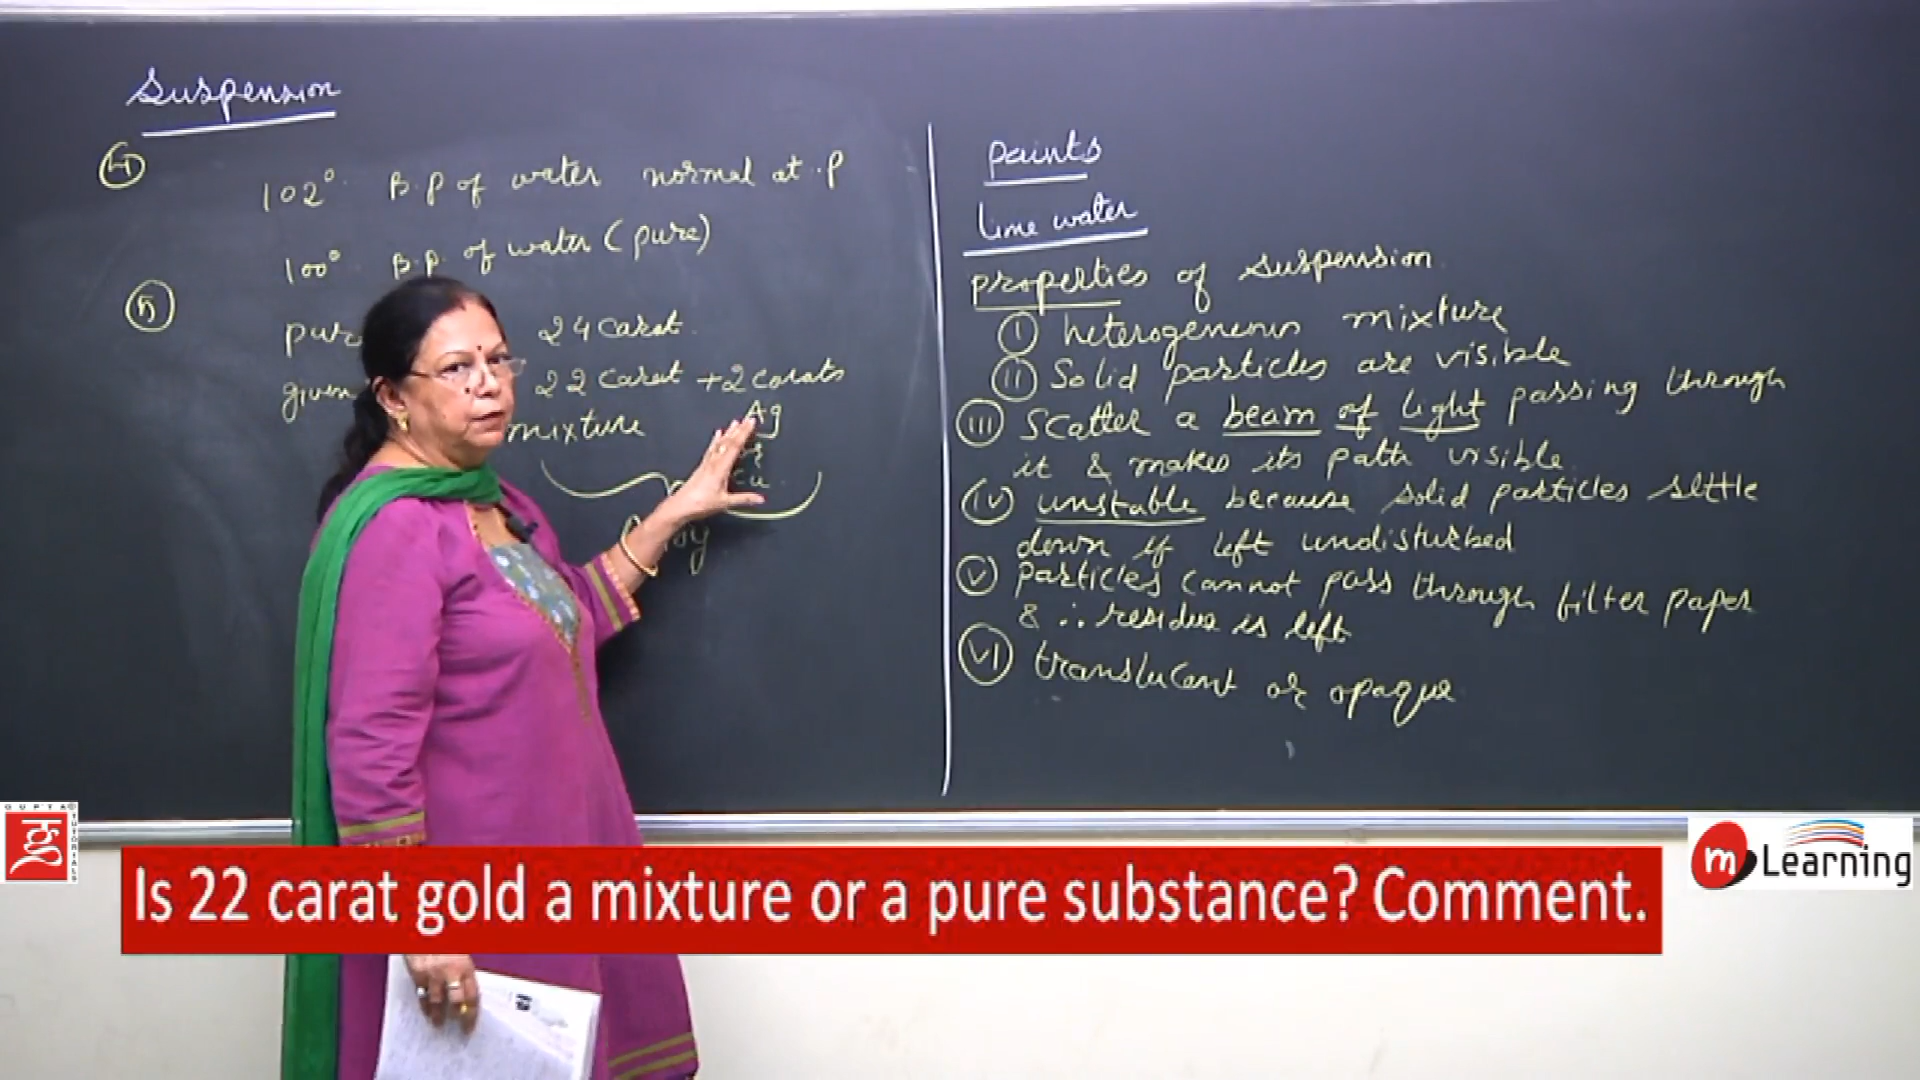 Suspension
4
102° B.p of water normal at p
100° B.p. of water (pure)
5
24 carat.
given 22 carat + 2 carats
mixture Ag
Cu
paints
lime water
properties of suspension.
I heterogeneous mixture
II Solid particles are visible
III Scatter a beam of light passing through
it & makes its path visible.
IV unstable because solid particles settle
down if left undisturbed
V particles cannot pass through filter paper
& ∴ residue is left
VI translucent or opaque.
GUPTA
TUTORIALS
Is 22 carat gold a mixture or a pure substance? Comment.
m Learning